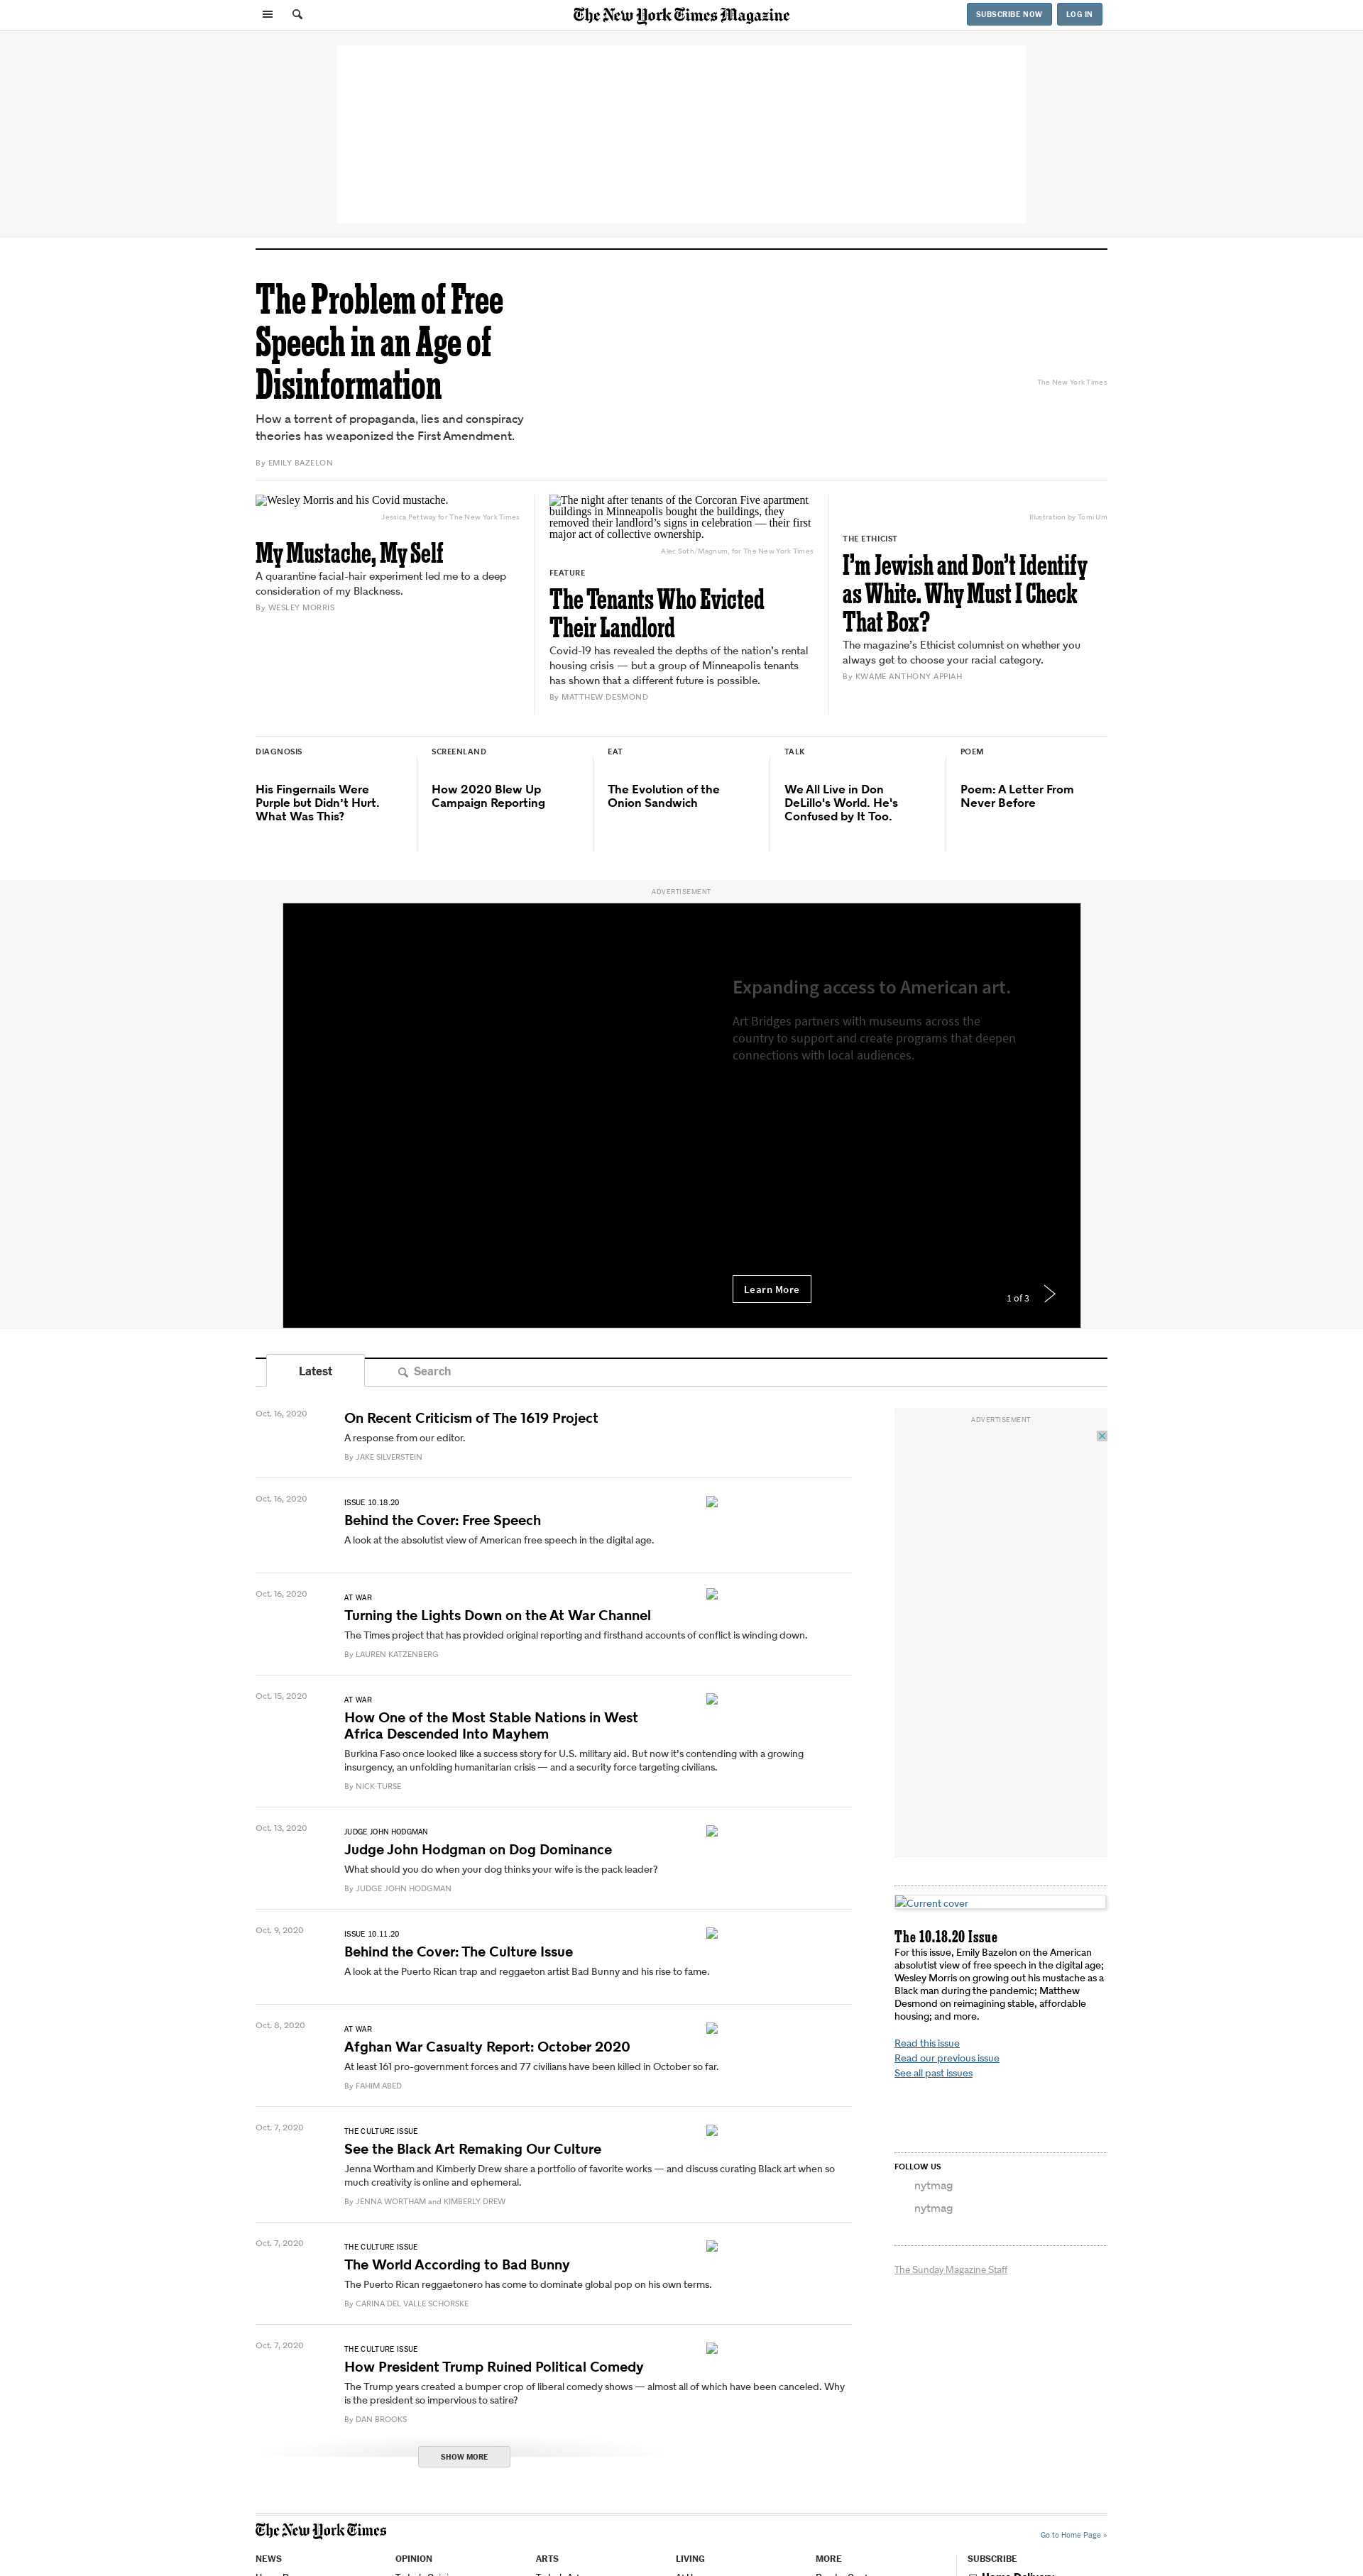 The New York Times Magazine
SUBSCRIBE NOW
LOG IN
The Problem of Free
Speech in an Age of
Disinformation
How a torrent of propaganda, lies and conspiracy
theories has weaponized the First Amendment.
By EMILY BAZELON
The New York Times
Wesley Morris and his Covid mustache.
Jessica Pettway for The New York Times
My Mustache, My Self
A quarantine facial-hair experiment led me to a deep
consideration of my Blackness.
By WESLEY MORRIS
The night after tenants of the Corcoran Five apartment
buildings in Minneapolis bought the buildings, they
removed their landlord's signs in celebration — their first
major act of collective ownership.
Alec Soth/Magnum, for The New York Times
FEATURE
The Tenants Who Evicted
Their Landlord
Covid-19 has revealed the depths of the nation's rental
housing crisis — but a group of Minneapolis tenants
has shown that a different future is possible.
By MATTHEW DESMOND
Illustration by Tomi Um
THE ETHICIST
I'm Jewish and Don't Identify
as White. Why Must I Check
That Box?
The magazine's Ethicist columnist on whether you
always get to choose your racial category.
By KWAME ANTHONY APPIAH
DIAGNOSIS
His Fingernails Were
Purple but Didn't Hurt.
What Was This?
SCREENLAND
How 2020 Blew Up
Campaign Reporting
EAT
The Evolution of the
Onion Sandwich
TALK
We All Live in Don
DeLillo's World. He's
Confused by It Too.
POEM
Poem: A Letter From
Never Before
ADVERTISEMENT
Expanding access to American art.
Art Bridges partners with museums across the
country to support and create programs that deepen
connections with local audiences.
Learn More
1 of 3
Latest
Search
Oct. 16, 2020
On Recent Criticism of The 1619 Project
A response from our editor.
By JAKE SILVERSTEIN
Oct. 16, 2020
ISSUE 10.18.20
Behind the Cover: Free Speech
A look at the absolutist view of American free speech in the digital age.
Oct. 16, 2020
AT WAR
Turning the Lights Down on the At War Channel
The Times project that has provided original reporting and firsthand accounts of conflict is winding down.
By LAUREN KATZENBERG
Oct. 15, 2020
AT WAR
How One of the Most Stable Nations in West
Africa Descended Into Mayhem
Burkina Faso once looked like a success story for U.S. military aid. But now it's contending with a growing
insurgency, an unfolding humanitarian crisis — and a security force targeting civilians.
By NICK TURSE
Oct. 13, 2020
JUDGE JOHN HODGMAN
Judge John Hodgman on Dog Dominance
What should you do when your dog thinks your wife is the pack leader?
By JUDGE JOHN HODGMAN
Oct. 9, 2020
ISSUE 10.11.20
Behind the Cover: The Culture Issue
A look at the Puerto Rican trap and reggaeton artist Bad Bunny and his rise to fame.
Oct. 8, 2020
AT WAR
Afghan War Casualty Report: October 2020
At least 161 pro-government forces and 77 civilians have been killed in October so far.
By FAHIM ABED
Oct. 7, 2020
THE CULTURE ISSUE
See the Black Art Remaking Our Culture
Jenna Wortham and Kimberly Drew share a portfolio of favorite works — and discuss curating Black art when so
much creativity is online and ephemeral.
By JENNA WORTHAM and KIMBERLY DREW
Oct. 7, 2020
THE CULTURE ISSUE
The World According to Bad Bunny
The Puerto Rican reggaetonero has come to dominate global pop on his own terms.
By CARINA DEL VALLE SCHORSKE
Oct. 7, 2020
THE CULTURE ISSUE
How President Trump Ruined Political Comedy
The Trump years created a bumper crop of liberal comedy shows — almost all of which have been canceled. Why
is the president so impervious to satire?
By DAN BROOKS
SHOW MORE
ADVERTISEMENT
Current cover
The 10.18.20 Issue
For this issue, Emily Bazelon on the American
absolutist view of free speech in the digital age;
Wesley Morris on growing out his mustache as a
Black man during the pandemic; Matthew
Desmond on reimagining stable, affordable
housing; and more.
Read this issue
Read our previous issue
See all past issues
FOLLOW US
nytmag
nytmag
The Sunday Magazine Staff
The New York Times
Go to Home Page »
NEWS
OPINION
ARTS
LIVING
MORE
SUBSCRIBE